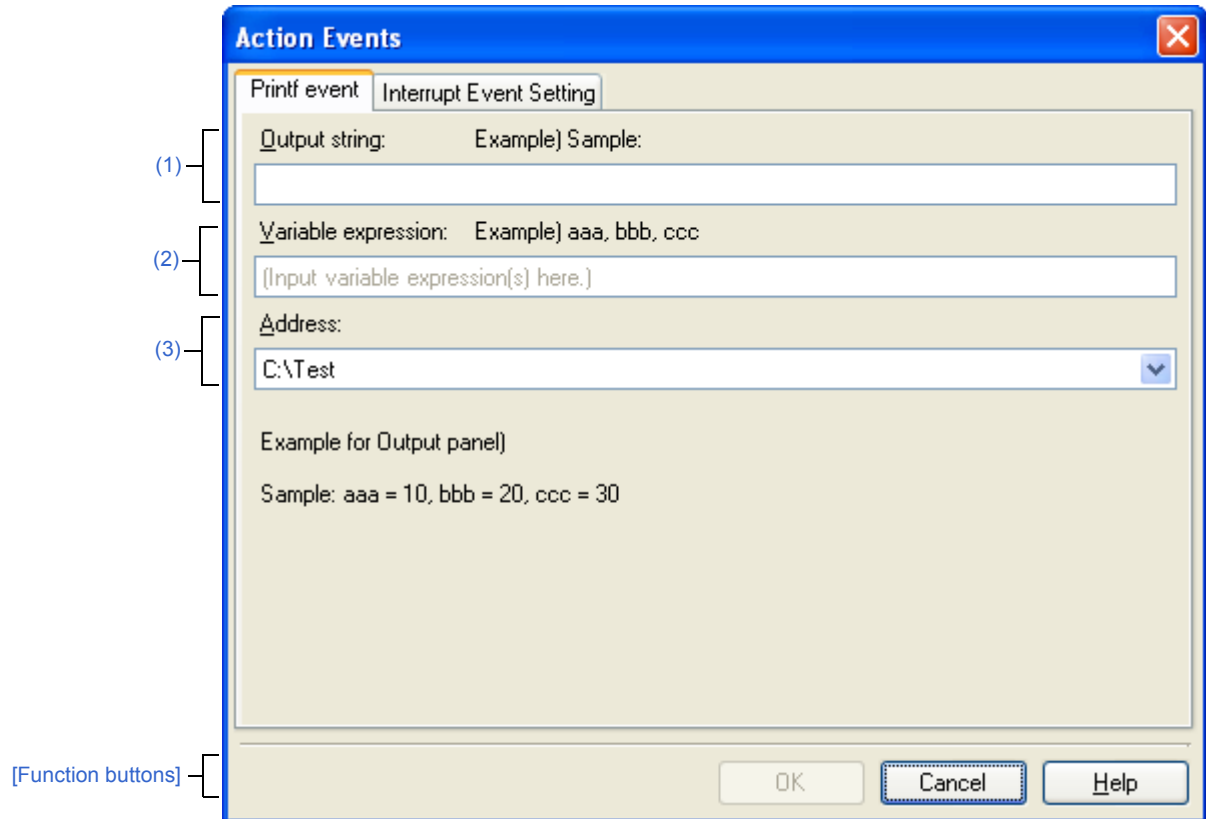 Action Events
Printf event Interrupt Event Setting
(1) Output string: Example) Sample:
(2) Variable expression: Example) aaa, bbb, ccc
(Input variable expression(s) here.)
(3) Address:
C:\Test
Example for Output panel)
Sample: aaa = 10, bbb = 20, ccc = 30
[Function buttons] OK Cancel Help